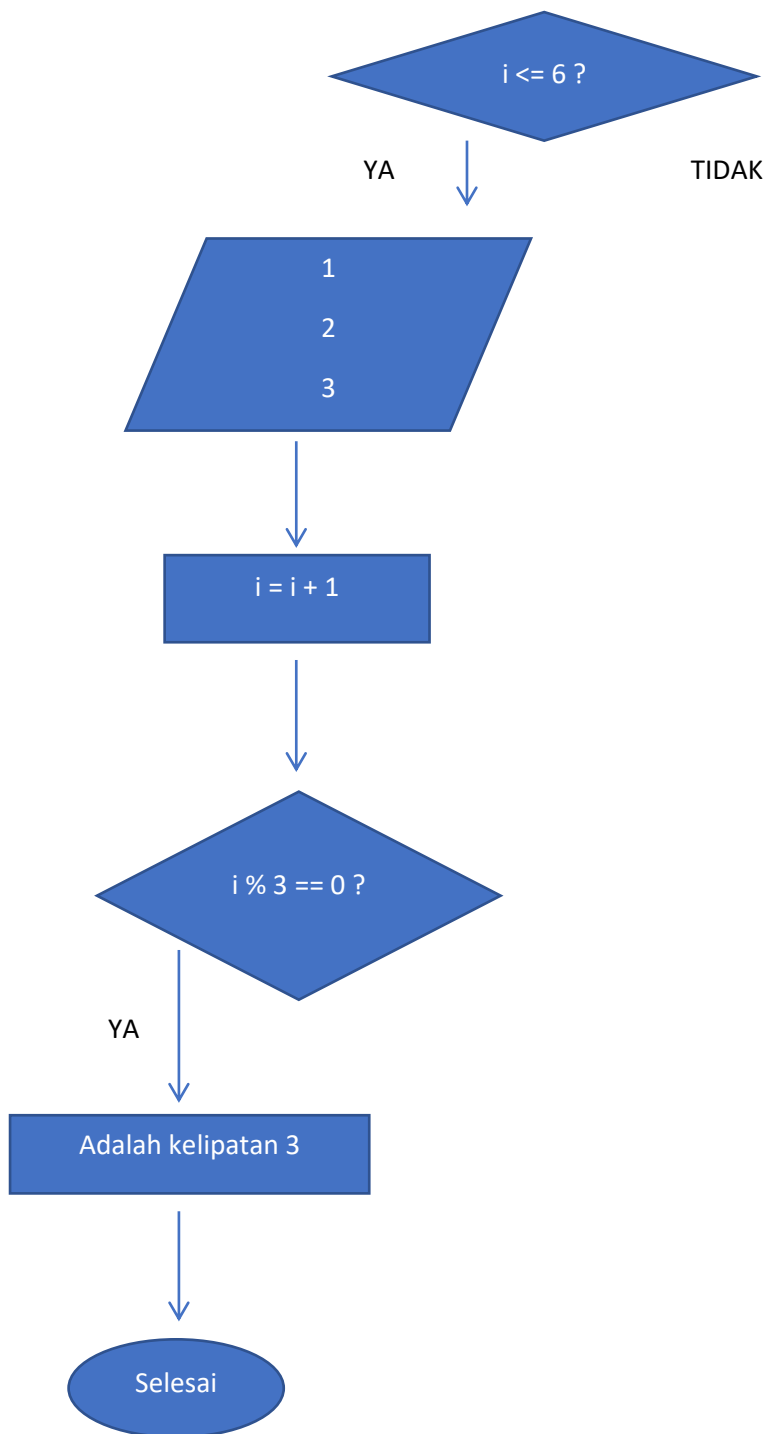 i <= 6 ?
YA
TIDAK
1
2
3
i = i + 1
i % 3 == 0 ?
YA
Adalah kelipatan 3
Selesai